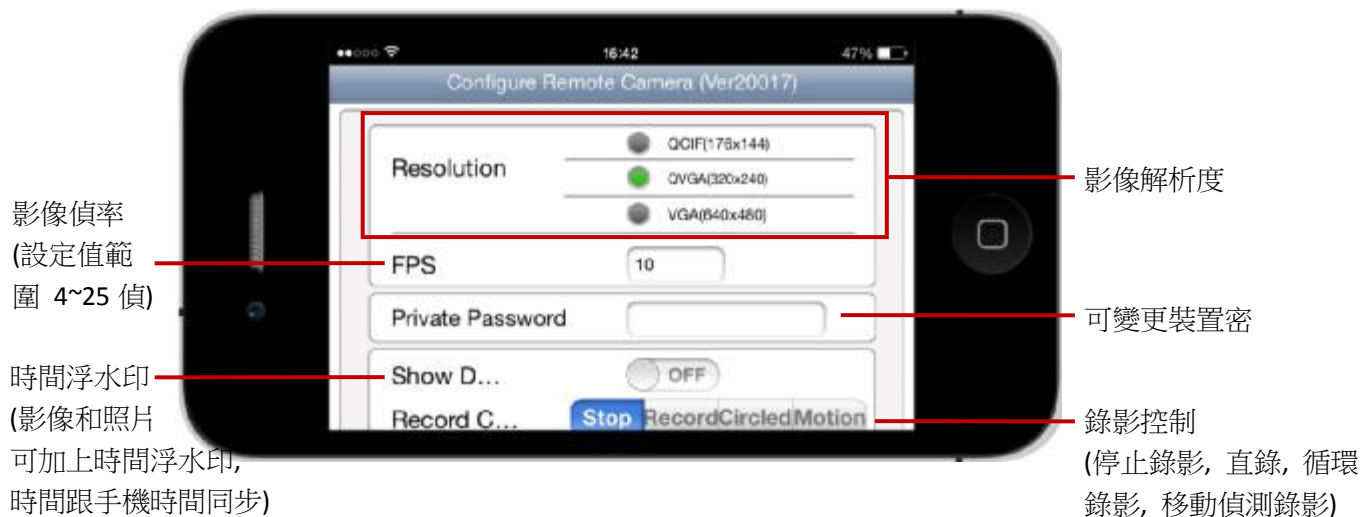 16:42
47%
Configure Remote Camera (Ver20017)
Resolution
QCIF(176x144)
QVGA(320x240)
VGA(640x480)
FPS
10
Private Password
Show D...
OFF
Record C...
Stop Record Circled Motion
影像偵率
(設定值範
圍 4~25 偵)
時間浮水印
(影像和照片
可加上時間浮水印,
時間跟手機時間同步)
影像解析度
可變更裝置密
錄影控制
(停止錄影, 直錄, 循環
錄影, 移動偵測錄影)